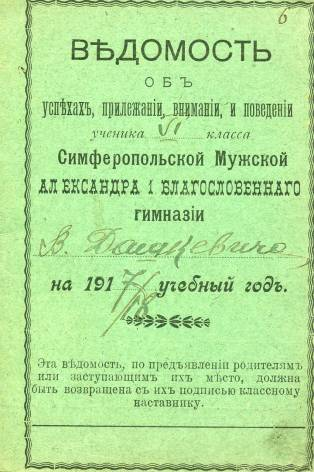 6
ВѢДОМОСТЬ
ОБЪ
успѣхахъ, прилежаніи, вниманіи, и поведеніи
ученика VI класса
Симферопольской Мужской
АЛЕКСАНДРА I БЛАГОСЛОВЕННАГО
ГИМНАЗІИ
В. Дашкевича
на 1917/18 учебный годъ.
Эта вѣдомость, по предъявленіи родителямъ
или заступающимъ ихъ мѣсто, должна
быть возвращена съ ихъ подписью классному
наставнику.